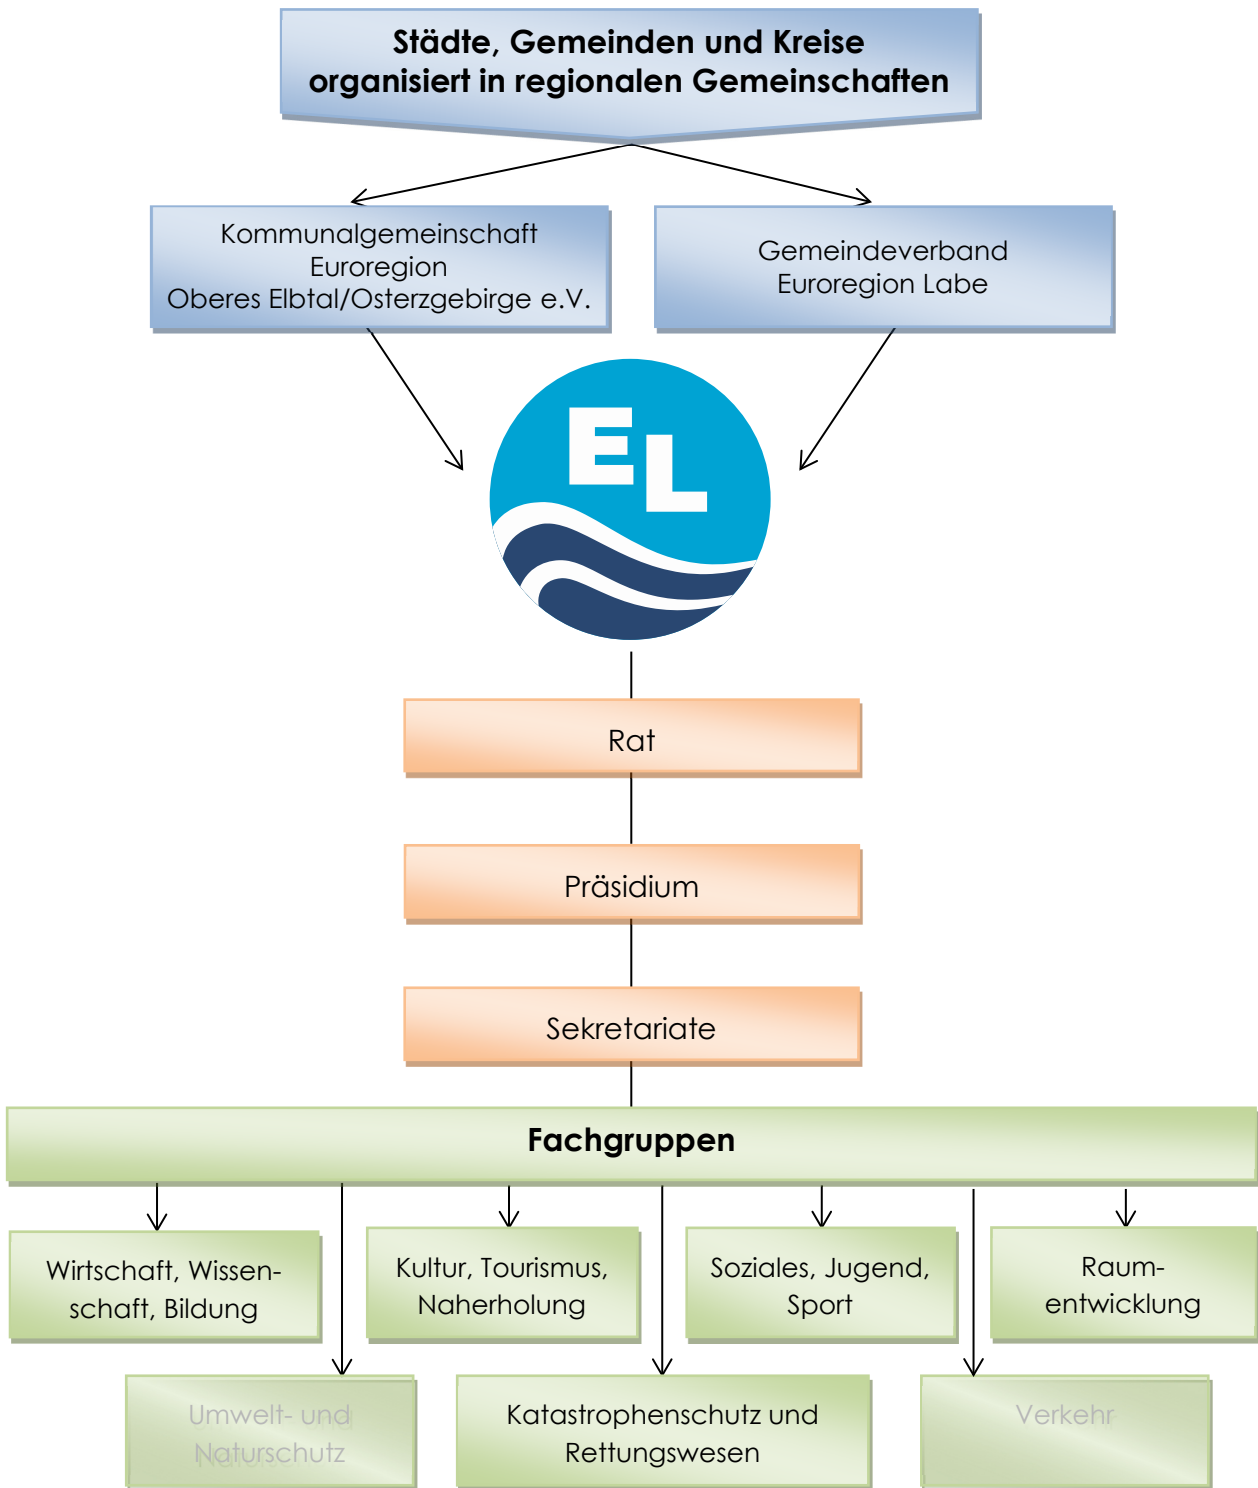 Städte, Gemeinden und Kreise
organisiert in regionalen Gemeinschaften
Kommunalgemeinschaft
Euroregion
Oberes Elbtal/Osterzgebirge e.V.
Gemeindeverband
Euroregion Labe
EL
Rat
Präsidium
Sekretariate
Fachgruppen
Wirtschaft, Wissen-
schaft, Bildung
Kultur, Tourismus,
Naherholung
Soziales, Jugend,
Sport
Raum-
entwicklung
Umwelt- und
Naturschutz
Katastrophenschutz und
Rettungswesen
Verkehr